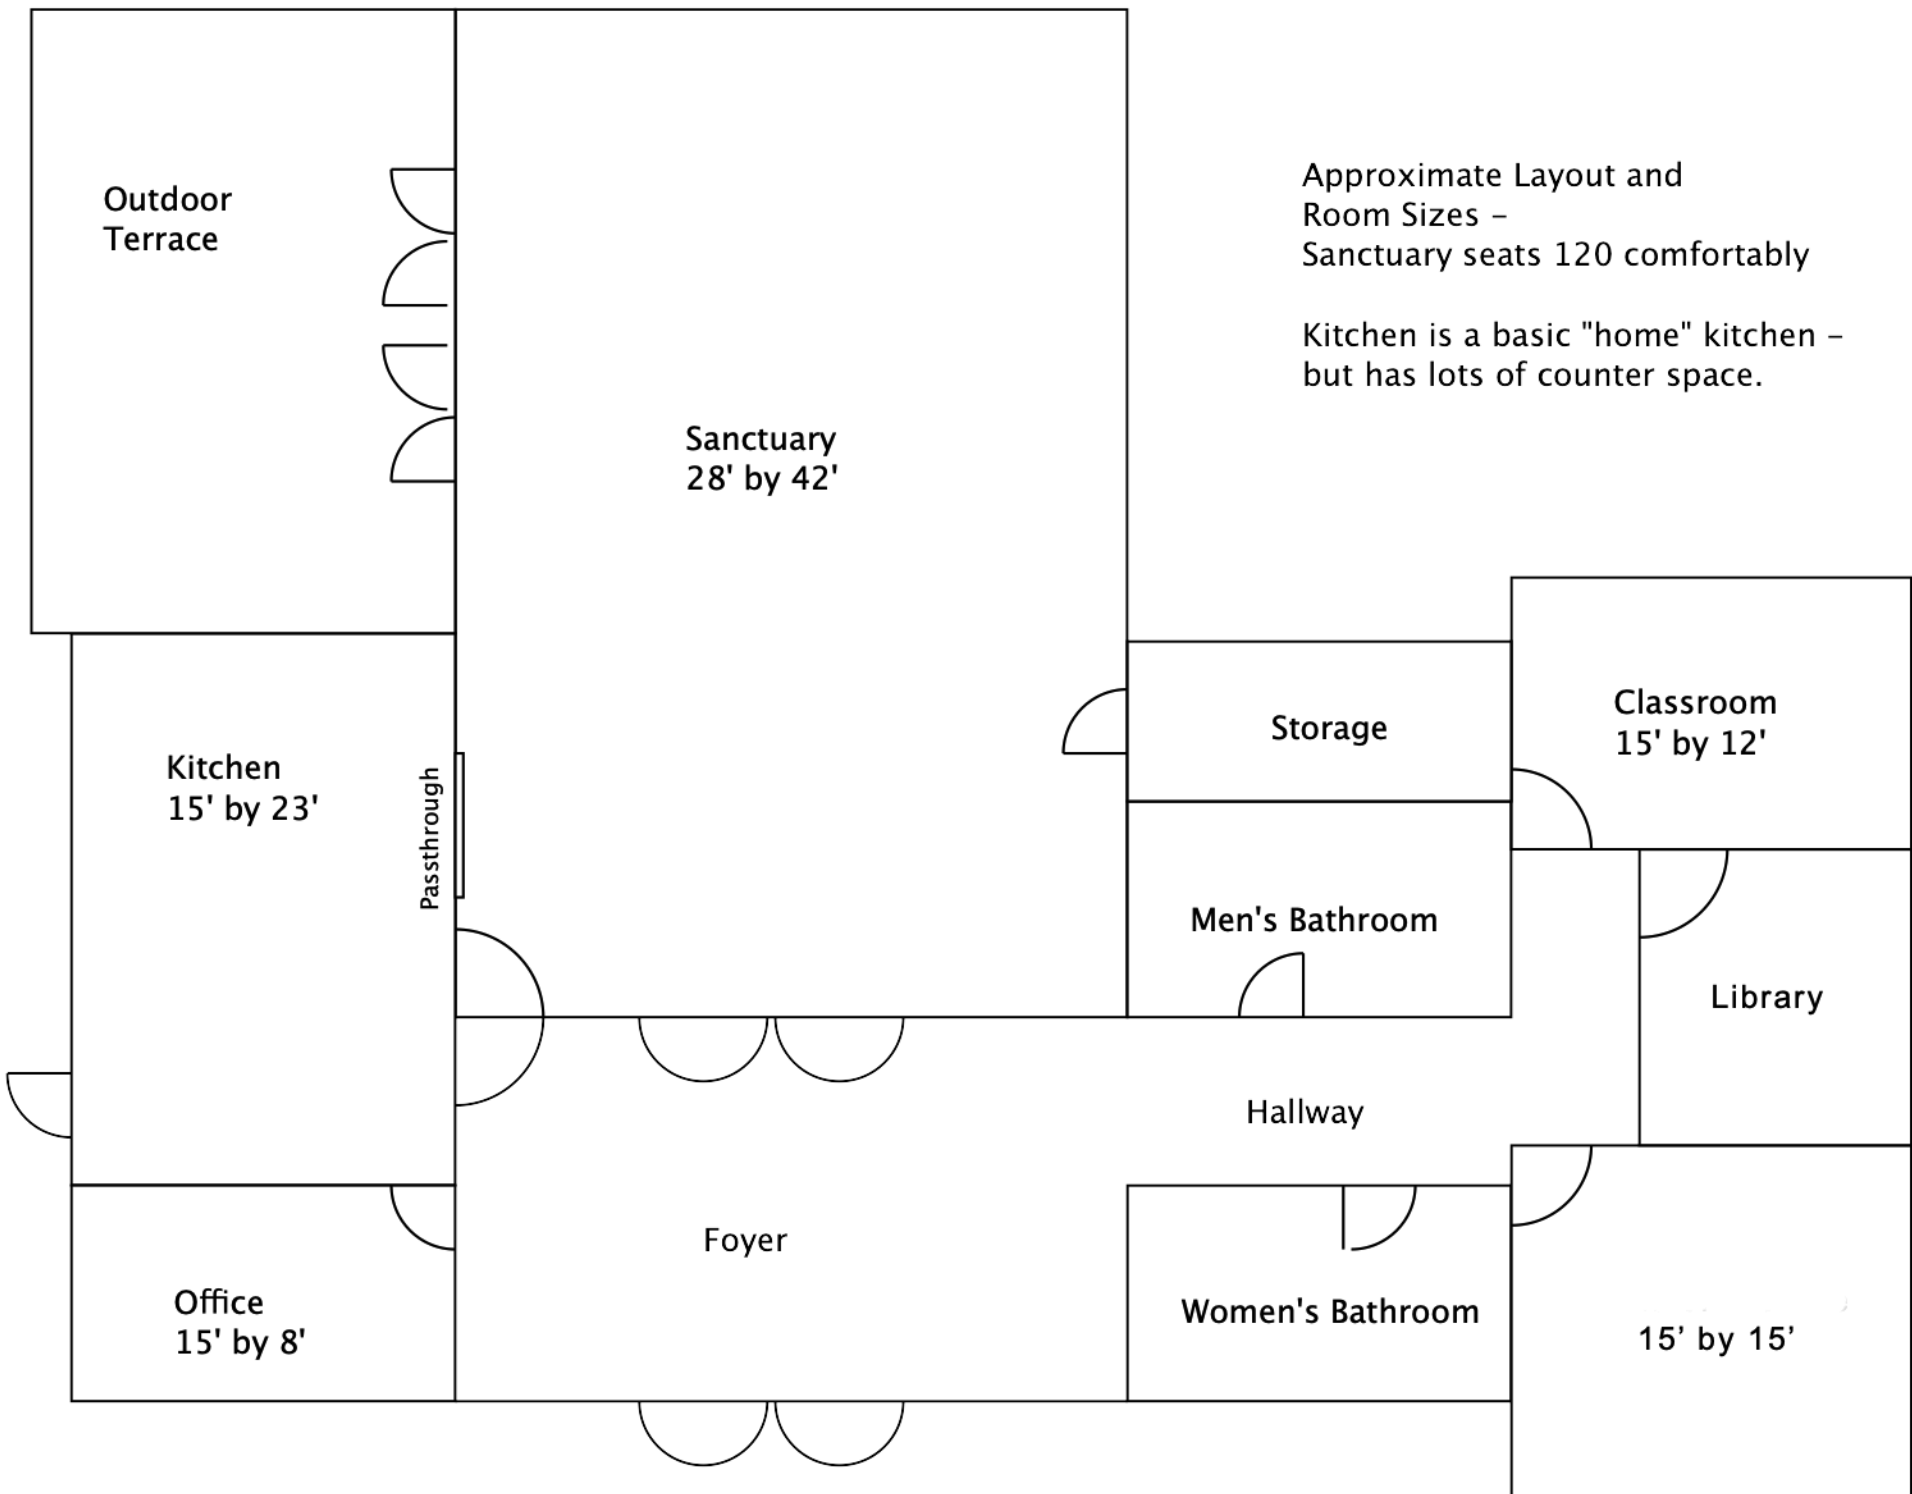 Outdoor
Terrace
Approximate Layout and
Room Sizes –
Sanctuary seats 120 comfortably
Kitchen is a basic "home" kitchen –
but has lots of counter space.
Sanctuary
28' by 42'
Kitchen
15' by 23'
Passthrough
Storage
Classroom
15' by 12'
Men's Bathroom
Library
Hallway
Foyer
Office
15' by 8'
Women's Bathroom
15’ by 15’